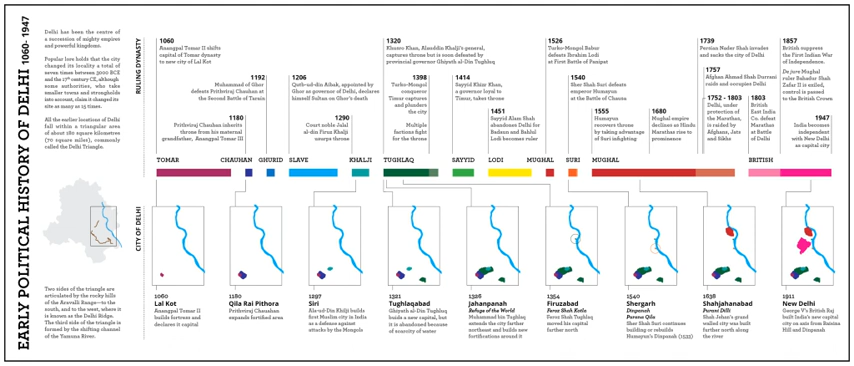 EARLY POLITICAL HISTORY OF DELHI 1060- 1947
Delhi has been the centre of
a succession of mighty empires
and powerful kingdoms.
Popular lore holds that the city
changed its locality a total of
seven times between 3000 BCE
and the 17th century CE, although
some authorities, who take
smaller towns and strongholds
into account, claim it changed its
site as many as 15 times.
All the earliest locations of Delhi
fall within a triangular area
of about 180 square kilometres
(70 square miles), commonly
called the Delhi Triangle.
Two sides of the triangle are
articulated by the rocky hills
of the Aravalli Range—to the
south, and to the west, where it
is known as the Delhi Ridge.
The third side of the triangle is
formed by the shifting channel
of the Yamuna River.
RULING DYNASTY
1060
Anangpal Tomar II shifts
capital of Tomar dynasty
to new city of Lal Kot
1192
Muhammad of Ghor
defeats Prithviraj Chauhan at
the Second Battle of Tarain
1180
Prithviraj Chauhan inherits
throne from his maternal
grandfather, Anangpal Tomar III
1206
Qutb-ud-din Aibak, appointed by
Ghor as governor of Delhi, declares
himself Sultan on Ghor's death
1290
Court noble Jalal
al-din Firuz Khalji
usurps throne
1320
Khusro Khan, Alauddin Khalji's general,
captures throne but is soon defeated by
provincial governor Ghiyath al-Din Tughluq
1398
Turko-Mongol
conqueror
Timur captures
and plunders
the city
Multiple
factions fight
for the throne
1414
Sayyid Khizr Khan,
a governor loyal to
Timur, takes throne
1451
Sayyid Alam Shah
abandones Delhi for
Badaun and Bahlul
Lodi becomes ruler
1526
Turko-Mongol Babur
defeats Ibrahim Lodi
at First Battle of Panipat
1540
Sher Shah Suri defeats
emperor Humayun
at the Battle of Chausa
1555
Humayun
recovers throne
by taking advantage
of Suri infighting
1680
Mughal empire
declines as Hindu
Marathas rise to
prominence
1739
Persian Nader Shah invades
and sacks the city of Delhi
1757
Afghan Ahmad Shah Durrani
raids and occupies Delhi
1752 - 1803
Delhi, under
protection of
the Marathas,
is raided by
Afghans, Jats
and Sikhs
1803
British
East India
Co. defeat
Marathas
at Battle
of Delhi
1857
British suppress
the First Indian War
of Independence.
De jure Mughal
ruler Bahadur Shah
Zafar II is exiled,
control is passed
to the British Crown
1947
India becomes
independent
with New Delhi
as capital city
TOMAR CHAUHAN GHURID SLAVE KHALJI TUGHLAQ SAYYID LODI MUGHAL SURI MUGHAL BRITISH
CITY OF DELHI
1060
Lal Kot
Anangpal Tomar II
builds fortress and
declares it capital
1180
Qila Rai Pithora
Prithviraj Chauhan
expands fortified area
1297
Siri
Ala-ud-Din Khilji builds
first Muslim city in India
as a defence against
attacks by the Mongols
1321
Tughlaqabad
Ghiyath al-Din Tughluq
builds a new capital, but
it is abandoned because
of scarcity of water
1326
Jahanpanah
Refuge of the World
Muhammad bin Tughluq
extends the city farther
northeast and builds new
fortifications around it
1354
Firuzabad
Feroz Shah Kotla
Feroz Shah Tughluq
moved his capital
farther north
1540
Shergarh
Dinpanah
Purana Qila
Sher Shah Suri continues
building or rebuilds
Humayun's Dinpanah (1533)
1638
Shahjahanabad
Purani Dilli
Shah Jehan's grand
walled city was built
farther north along
the river
1911
New Delhi
George V's British Raj
built India's new capital
city on axis from Raisina
Hill and Dinpanah